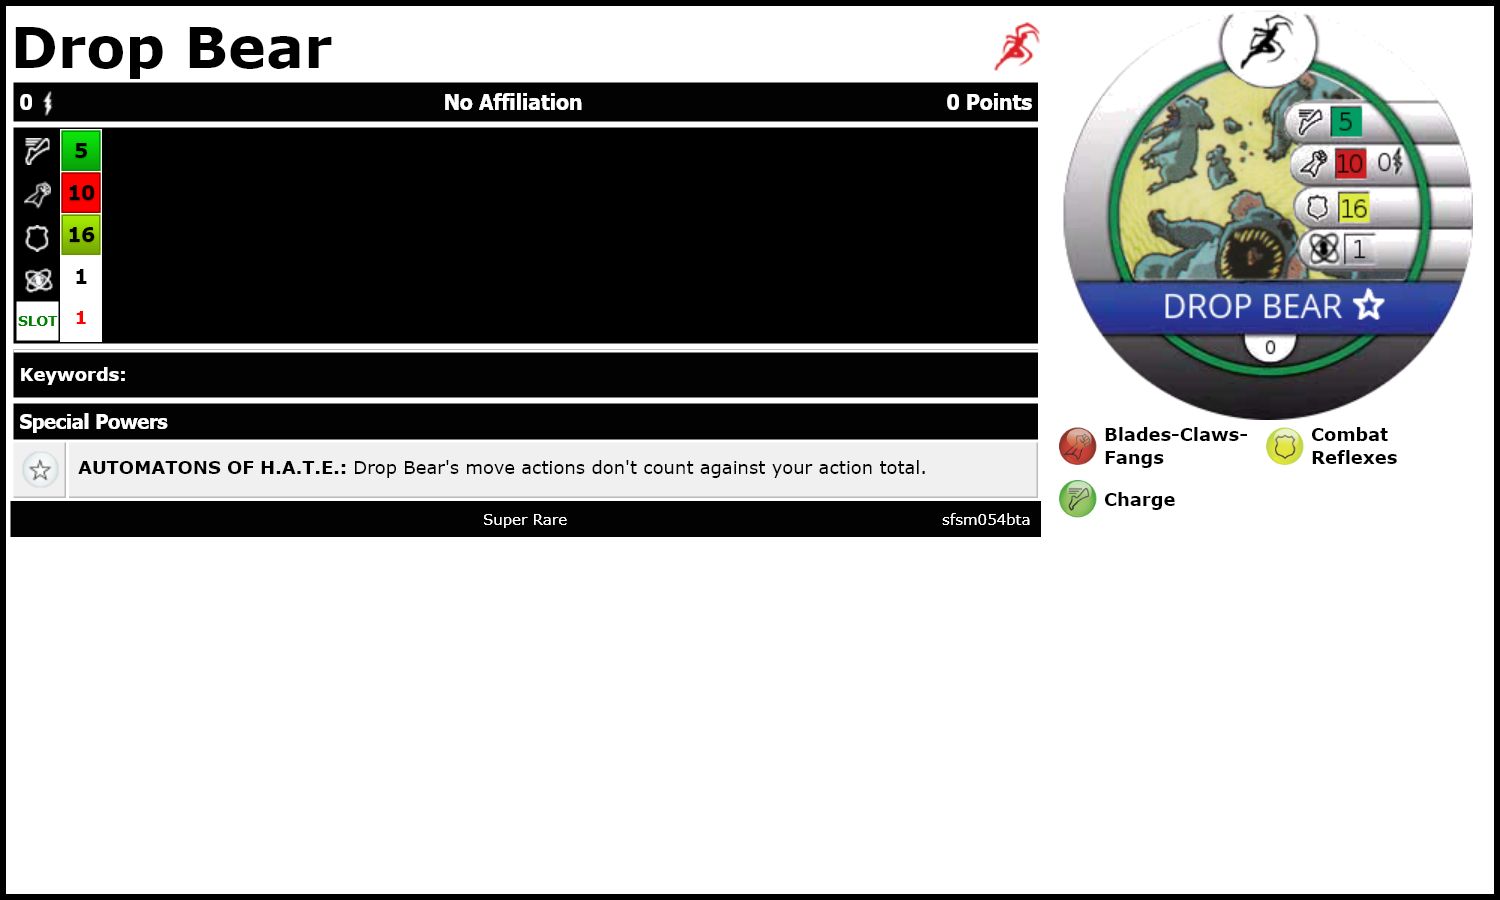 Drop Bear
0 No Affiliation 0 Points
5
10
16
1
SLOT 1
Keywords:
Special Powers
AUTOMATONS OF H.A.T.E.: Drop Bear's move actions don't count against your action total.
Super Rare sfsm054bta
5
10 0
16
1
DROP BEAR
0
Blades-Claws-
Fangs
Combat
Reflexes
Charge